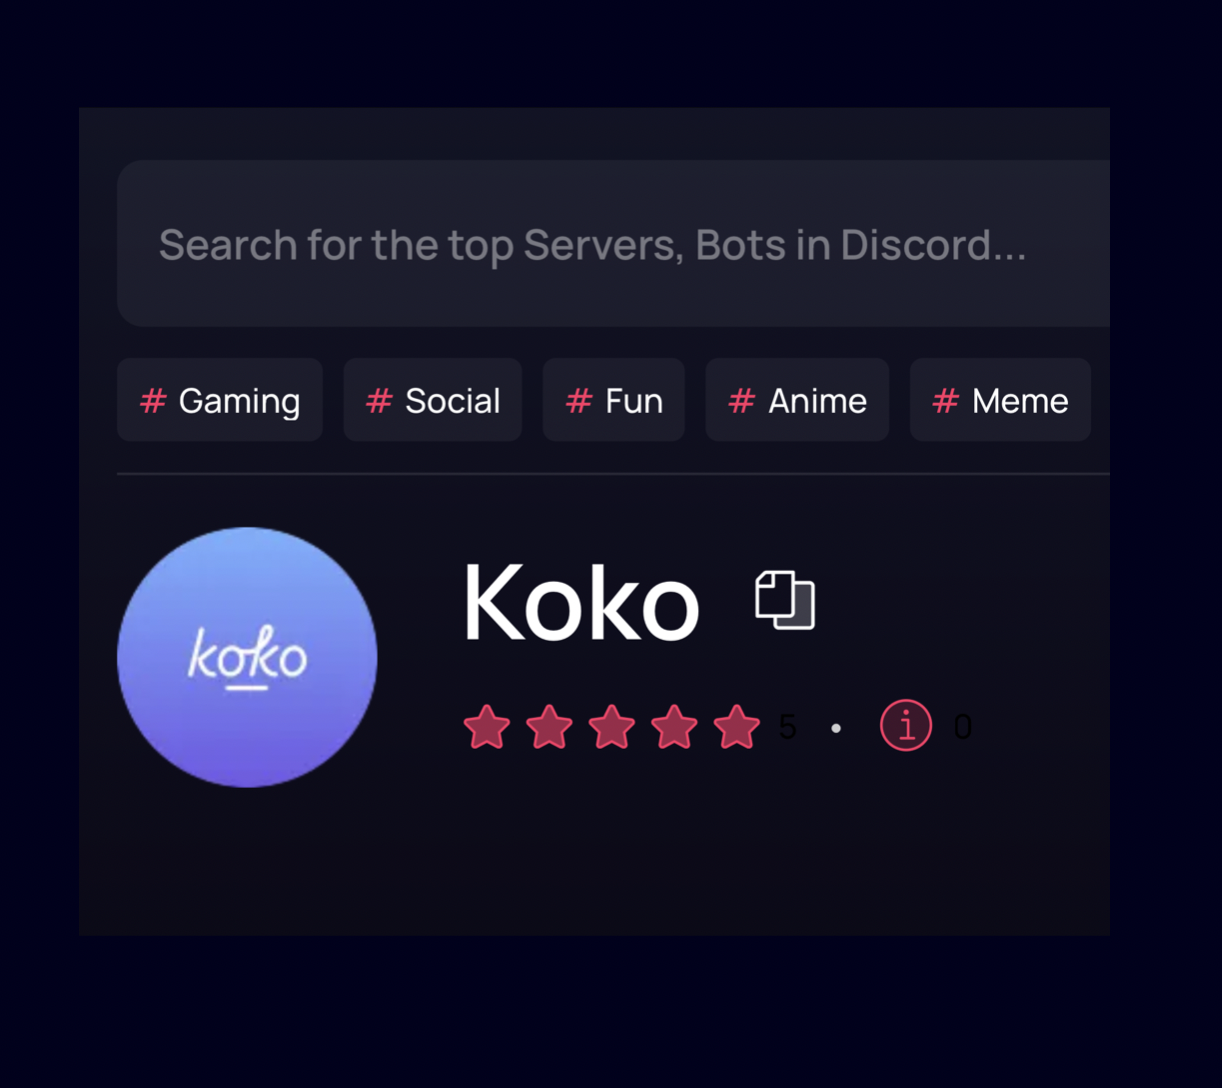 Search for the top Servers, Bots in Discord...
# Gaming # Social # Fun # Anime # Meme
koko
Koko
5 • i 0